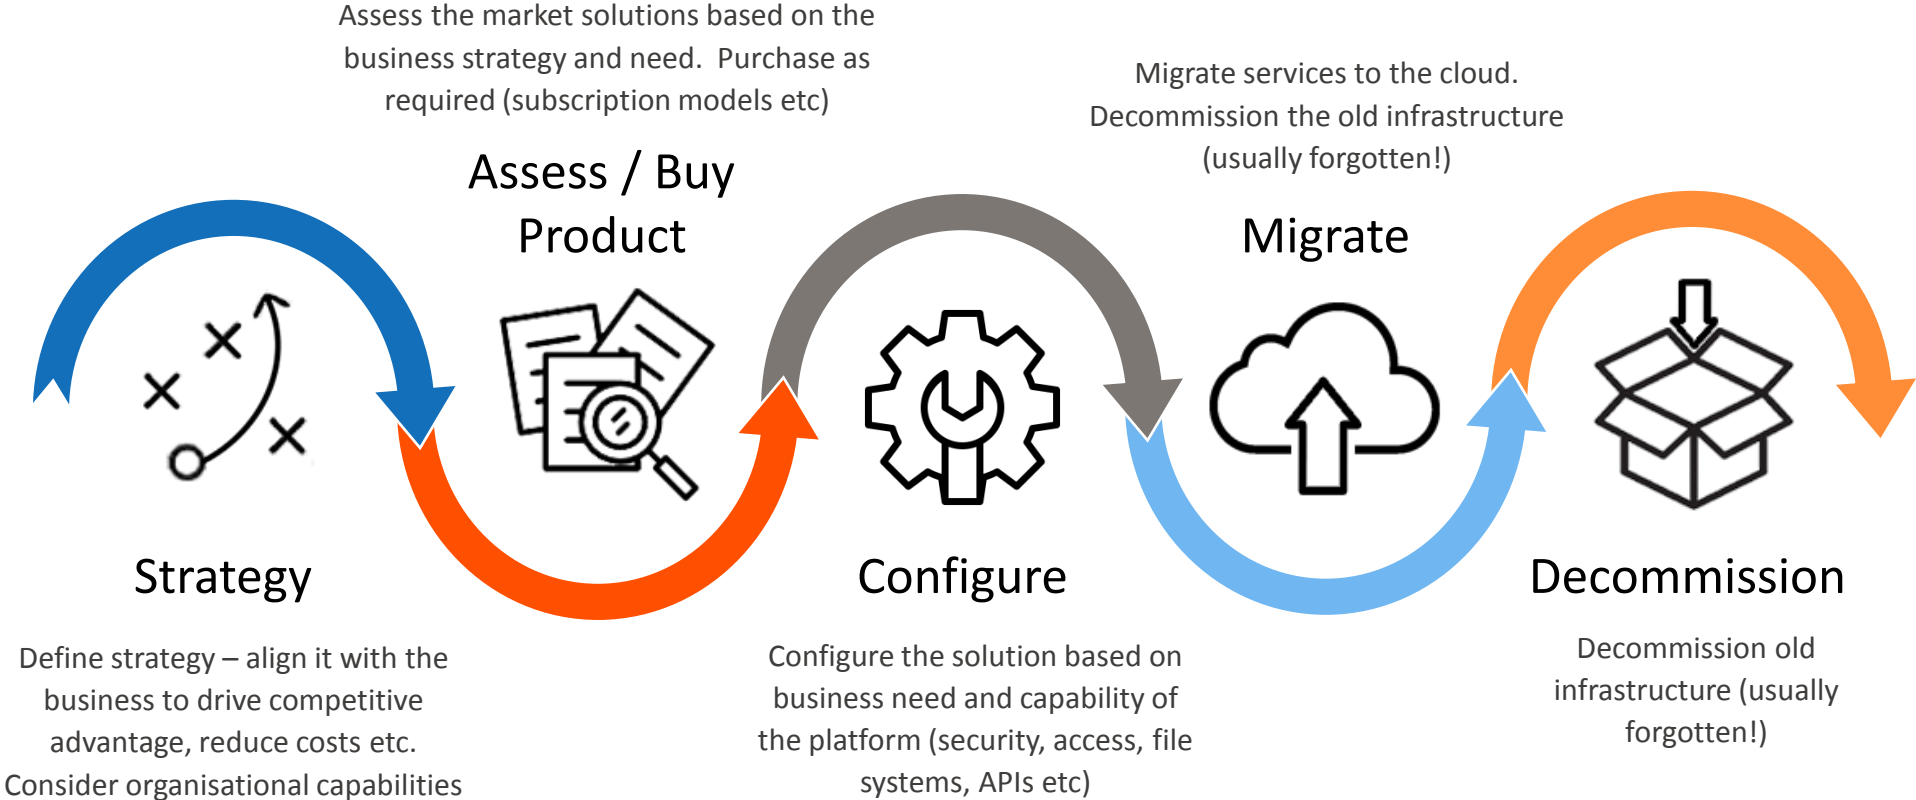 Assess the market solutions based on the
business strategy and need.  Purchase as
required (subscription models etc)
Assess / Buy
Product
Migrate services to the cloud.
Decommission the old infrastructure
(usually forgotten!)
Migrate
Strategy
Define strategy – align it with the
business to drive competitive
advantage, reduce costs etc.
Consider organisational capabilities
Configure
Configure the solution based on
business need and capability of
the platform (security, access, file
systems, APIs etc)
Decommission
Decommission old
infrastructure (usually
forgotten!)